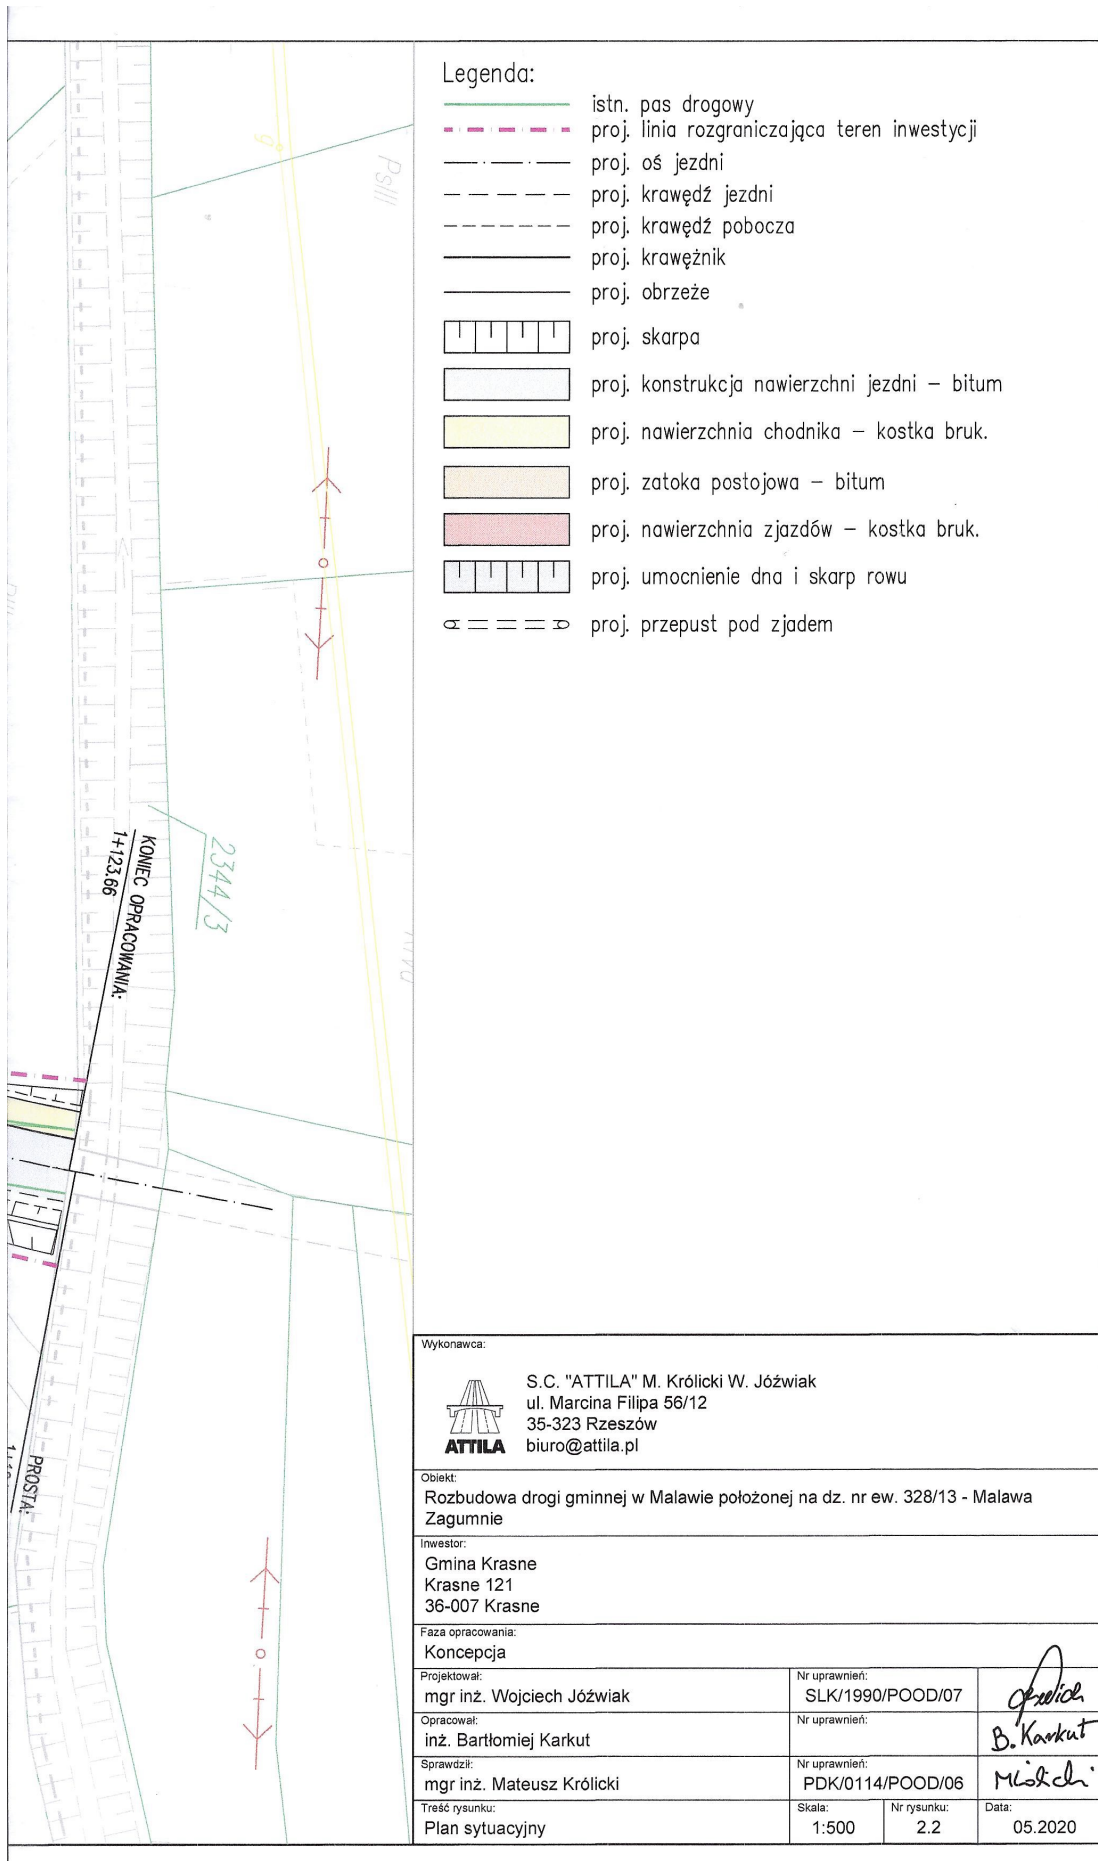 Legenda:
istn. pas drogowy
proj. linia rozgraniczająca teren inwestycji
proj. oś jezdni
proj. krawędź jezdni
proj. krawędź pobocza
proj. krawężnik
proj. obrzeże
proj. skarpa
proj. konstrukcja nawierzchni jezdni – bitum
proj. nawierzchnia chodnika – kostka bruk.
proj. zatoka postojowa – bitum
proj. nawierzchnia zjazdów – kostka bruk.
proj. umocnienie dna i skarp rowu
proj. przepust pod zjadem
g
PsIII
2344/3
KONIEC OPRACOWANIA:
1+123.66
PROSTA:
Wykonawca:
S.C. "ATTILA" M. Królicki W. Jóźwiak
ul. Marcina Filipa 56/12
35-323 Rzeszów
biuro@attila.pl
ATTILA
Obiekt:
Rozbudowa drogi gminnej w Malawie położonej na dz. nr ew. 328/13 - Malawa
Zagumnie
Inwestor:
Gmina Krasne
Krasne 121
36-007 Krasne
Faza opracowania:
Koncepcja
Projektował:
mgr inż. Wojciech Jóźwiak
Nr uprawnień:
SLK/1990/POOD/07
Opracował:
inż. Bartłomiej Karkut
Nr uprawnień:
B. Karkut
Sprawdził:
mgr inż. Mateusz Królicki
Nr uprawnień:
PDK/0114/POOD/06
Treść rysunku:
Plan sytuacyjny
Skala:
1:500
Nr rysunku:
2.2
Data:
05.2020